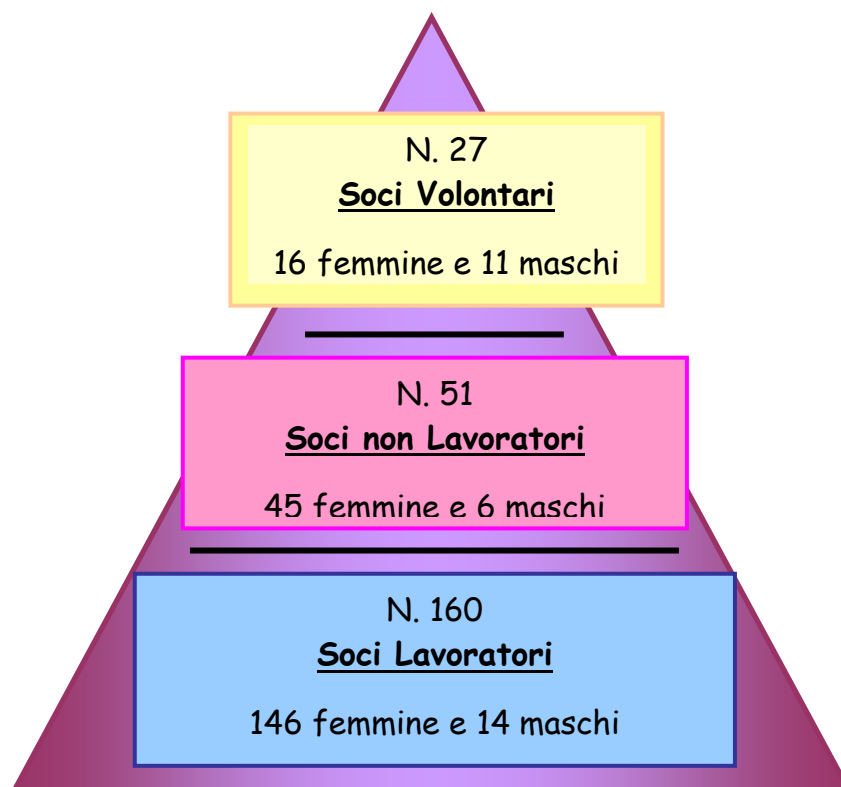 N. 27
Soci Volontari
16 femmine e 11 maschi
N. 51
Soci non Lavoratori
45 femmine e 6 maschi
N. 160
Soci Lavoratori
146 femmine e 14 maschi